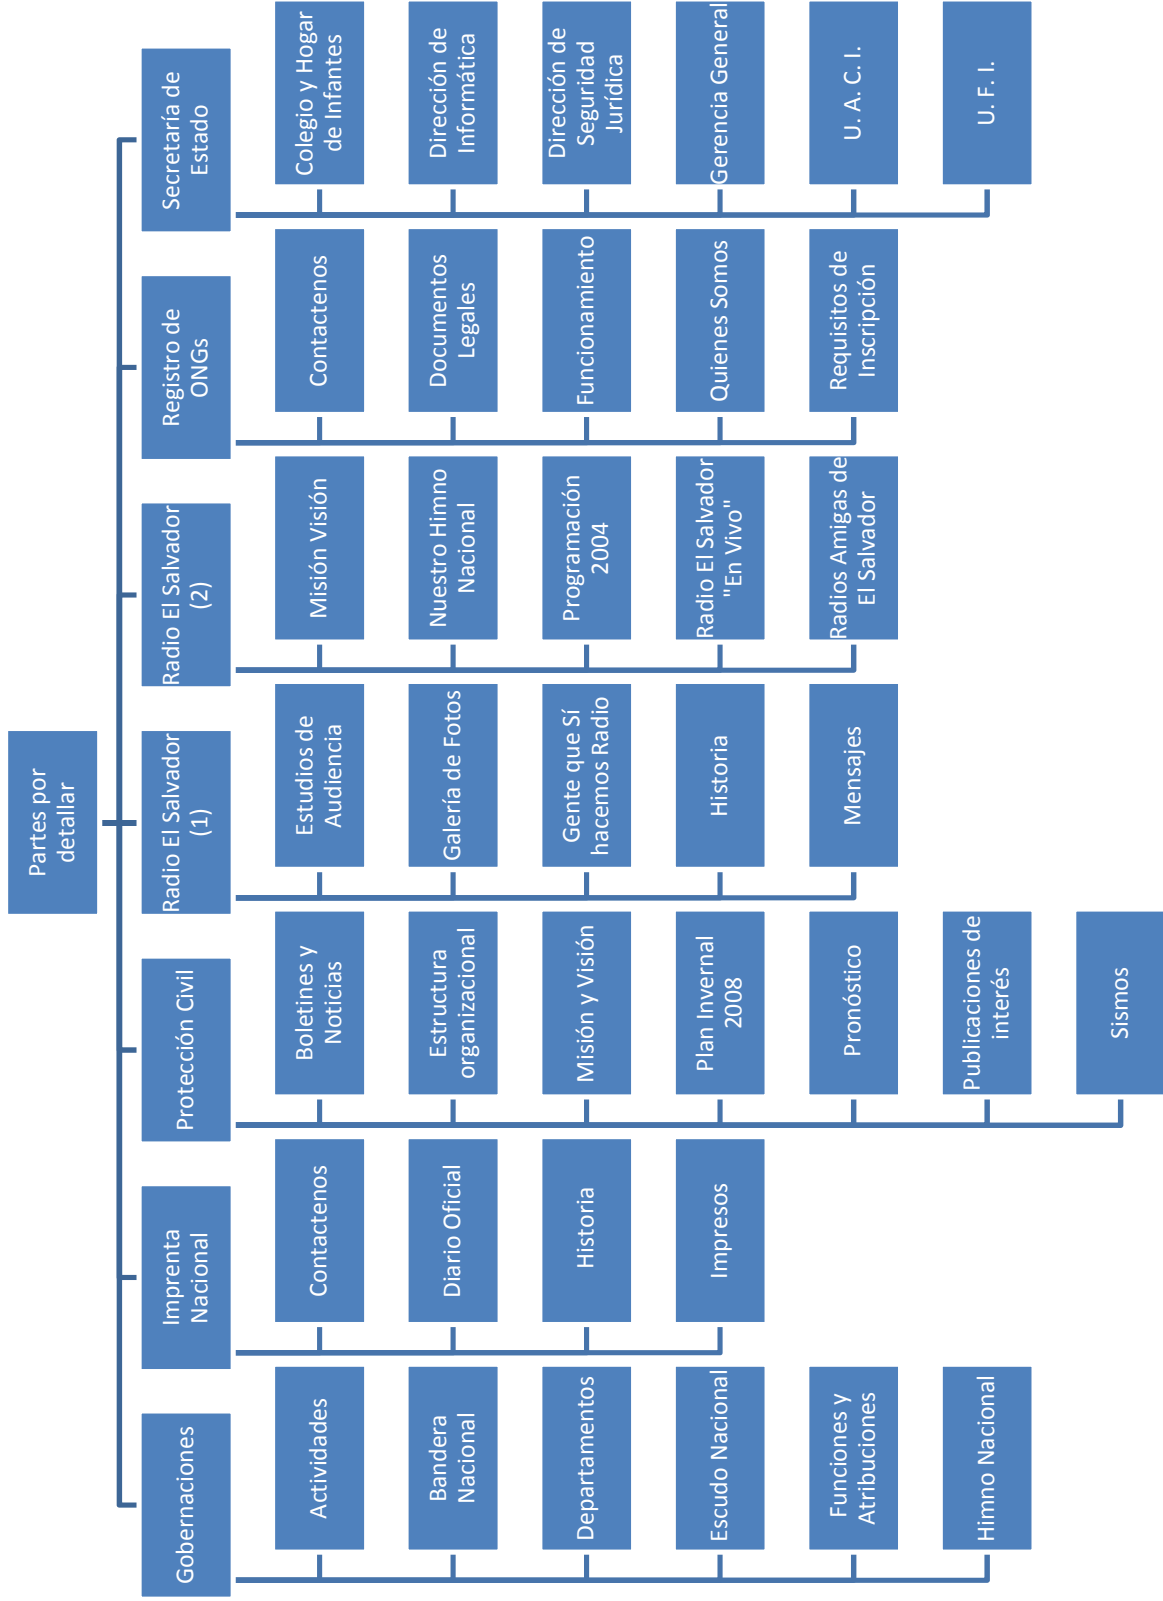 Partes por
detallar
Gobernaciones
Actividades
Bandera
Nacional
Departamentos
Escudo Nacional
Funciones y
Atribuciones
Himno Nacional
Imprenta
Nacional
Contactenos
Diario Oficial
Historia
Impresos
Protección Civil
Boletines y
Noticias
Estructura
organizacional
Misión y Visión
Plan Invernal
2008
Pronóstico
Publicaciones de
interés
Sismos
Radio El Salvador
(1)
Estudios de
Audiencia
Galería de Fotos
Gente que Sí
hacemos Radio
Historia
Mensajes
Radio El Salvador
(2)
Misión Visión
Nuestro Himno
Nacional
Programación
2004
Radio El Salvador
"En Vivo"
Radios Amigas de
El Salvador
Registro de
ONGs
Contactenos
Documentos
Legales
Funcionamiento
Quienes Somos
Requisitos de
Inscripción
Secretaría de
Estado
Colegio y Hogar
de Infantes
Dirección de
Informática
Dirección de
Seguridad
Jurídica
Gerencia General
U. A. C. I.
U. F. I.